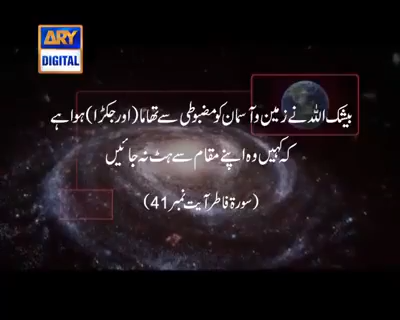 ARY
DIGITAL
بیشک اللہ نے زمین و آسمان کو مضبوطی سے تھاما (اور جکڑا) ہوا ہے
کہ کہیں وہ اپنے مقام سے ہٹ نہ جائیں
(سورۃ فاطر آیت نمبر 41)